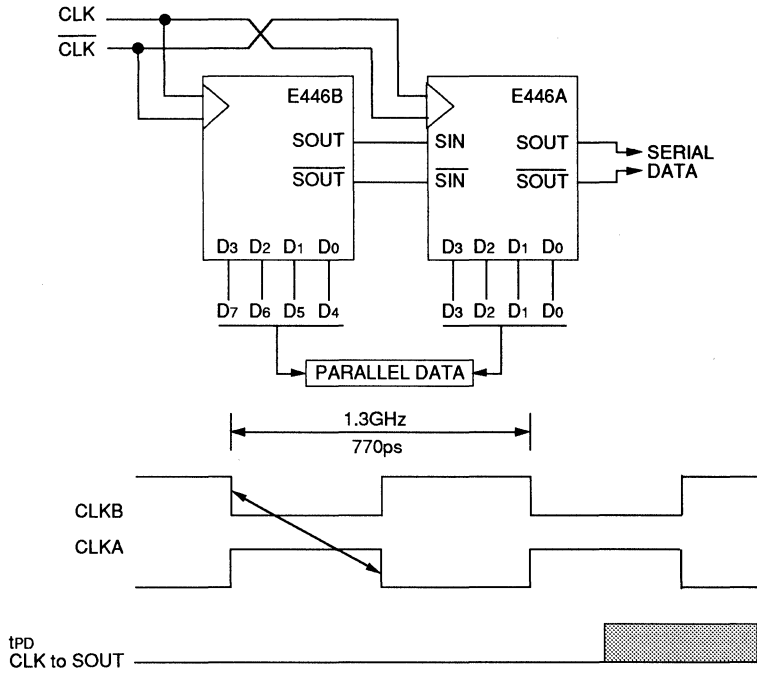 CLK
CLK
E446B
E446A
SOUT
SIN
SOUT
SERIAL
SOUT
SIN
SOUT
DATA
D3 D2 D1 D0
D3 D2 D1 D0
D7 D6 D5 D4
D3 D2 D1 D0
PARALLEL DATA
1.3GHz
770ps
CLKB
CLKA
tPD
CLK to SOUT